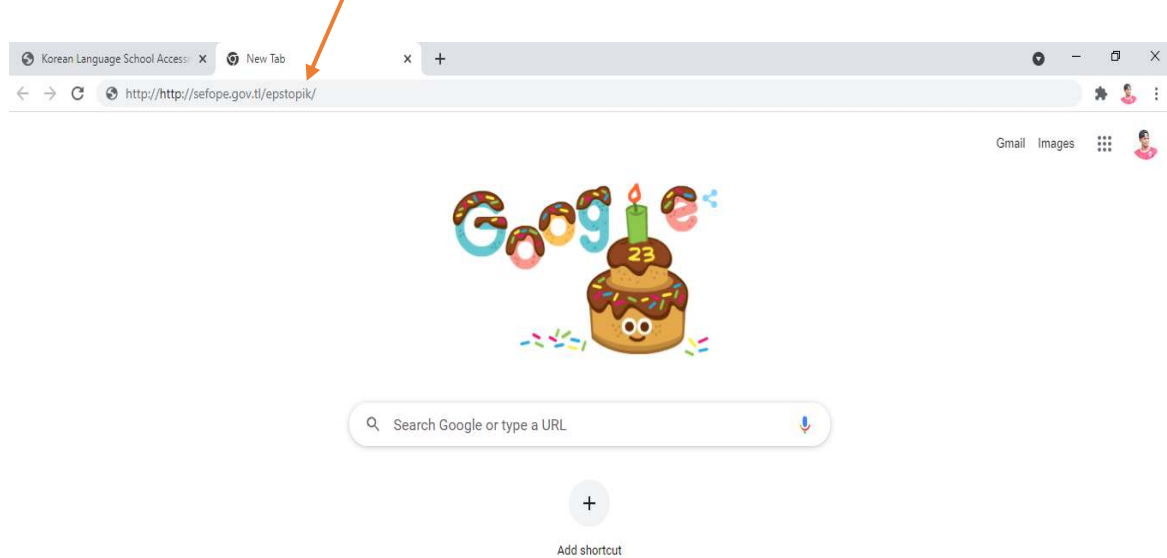 Korean Language School Access
New Tab
http://http://sefope.gov.tl/epstopik/
Gmail Images
Google
23
Search Google or type a URL
Add shortcut